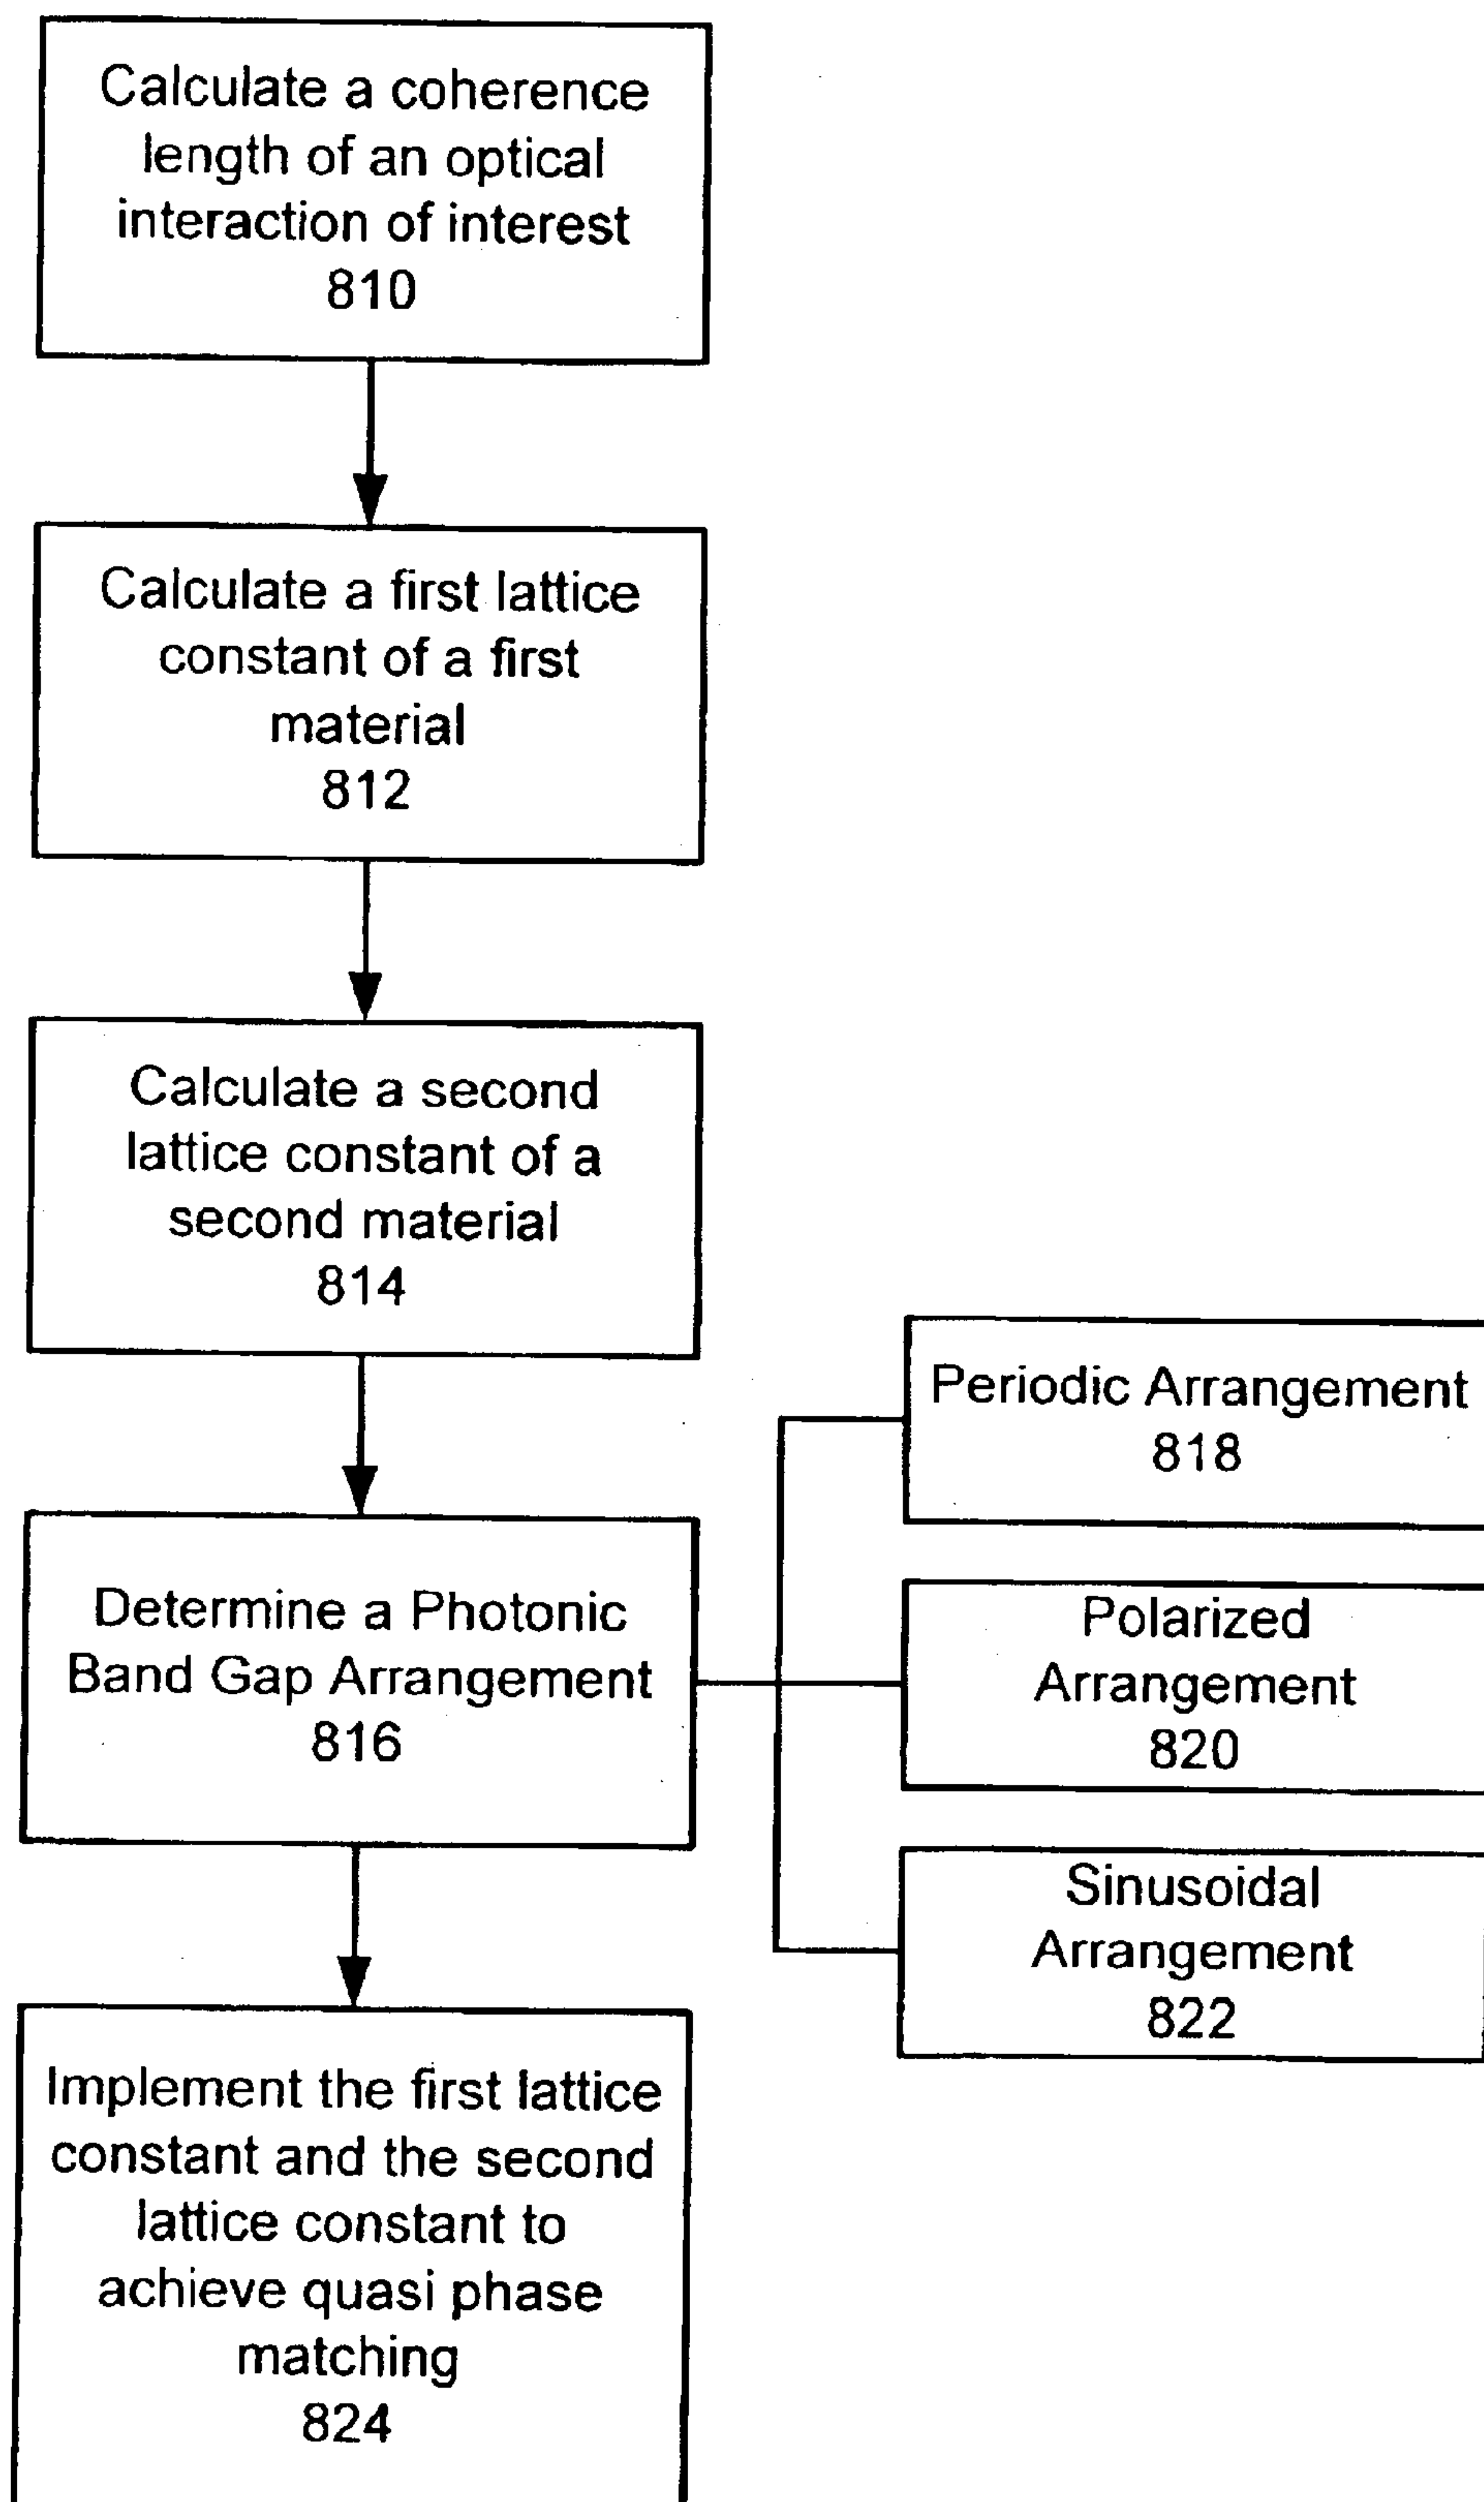 Calculate a coherence
length of an optical
interaction of interest
810
Calculate a first lattice
constant of a first
material
812
Calculate a second
lattice constant of a
second material
814
Determine a Photonic
Band Gap Arrangement
816
Periodic Arrangement
818
Polarized
Arrangement
820
Sinusoidal
Arrangement
822
Implement the first lattice
constant and the second
lattice constant to
achieve quasi phase
matching
824